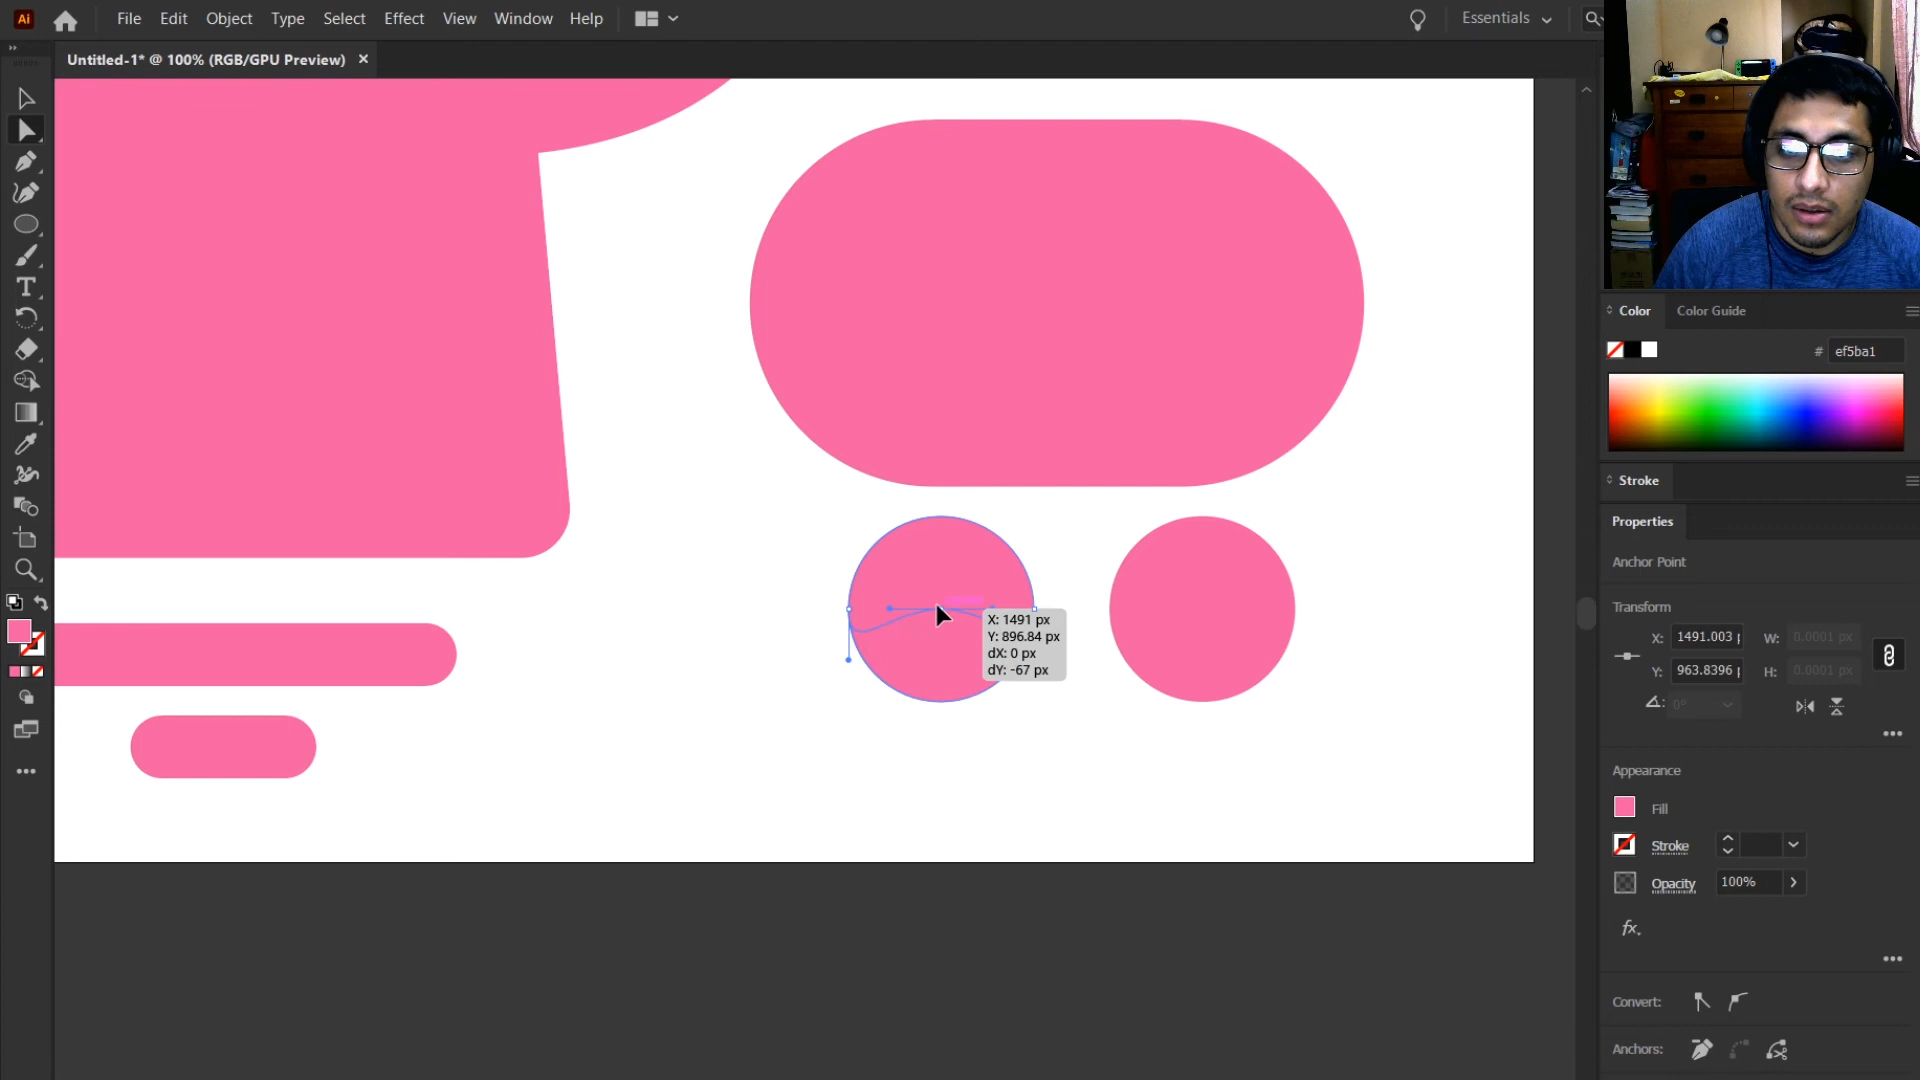 Ai File Edit Object Type Select Effect View Window Help Essentials
Untitled-1* @ 100% (RGB/GPU Preview) ×
Color Color Guide
# ef5ba1
Stroke
Properties
Anchor Point
Transform
X: 1491.003 W: 0.0001 px
Y: 963.8396 H: 0.0001 px
0°
X: 1491 px
Y: 896.84 px
dX: 0 px
dY: -67 px
Appearance
Fill
Stroke
Opacity 100%
fx.
Convert:
Anchors: